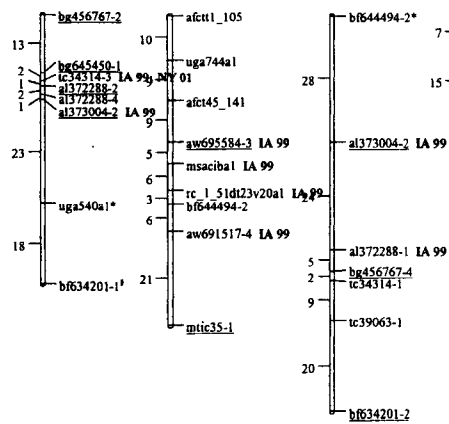 bg456767-2
13
bg645450-1
2
tc34314-3 IA 99 NY 01
1
al372288-2
2
al372288-4
1
al373004-2 IA 99
23
uga540a1*
18
bf634201-1
afctt1_105
10
uga744a1
9
afct45_141
9
aw695584-3 IA 99
5
msaciba1 IA 99
6
rc_1_51dt23v20a1 IA 99
3
bf644494-2
6
aw691517-4 IA 99
21
mtic35-1
bf644494-2*
28
al373004-2 IA 99
24
al372288-1 IA 99
5
bg456767-4
2
tc34314-1
9
tc39063-1
20
bf634201-2
7
15